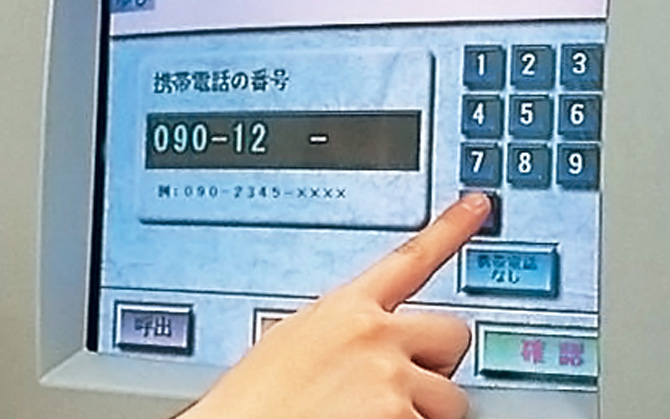 携帯電話の番号
090-12 -
例:090-2345-××××
1 2 3
4 5 6
7 8 9
携帯電話
なし
呼出
確認